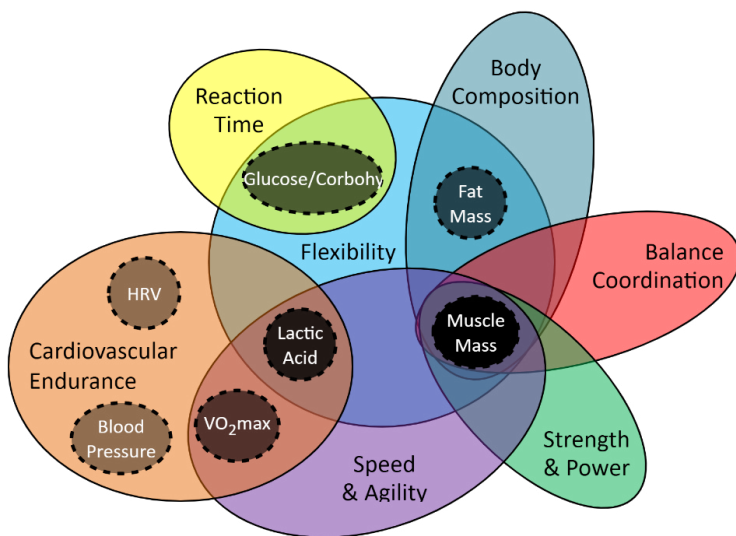 Reaction
Time
Body
Composition
Glucose/Corbohy
Fat
Mass
Flexibility
Balance
Coordination
HRV
Lactic
Acid
Muscle
Mass
Cardiovascular
Endurance
Blood
Pressure
VO₂max
Speed
& Agility
Strength
& Power